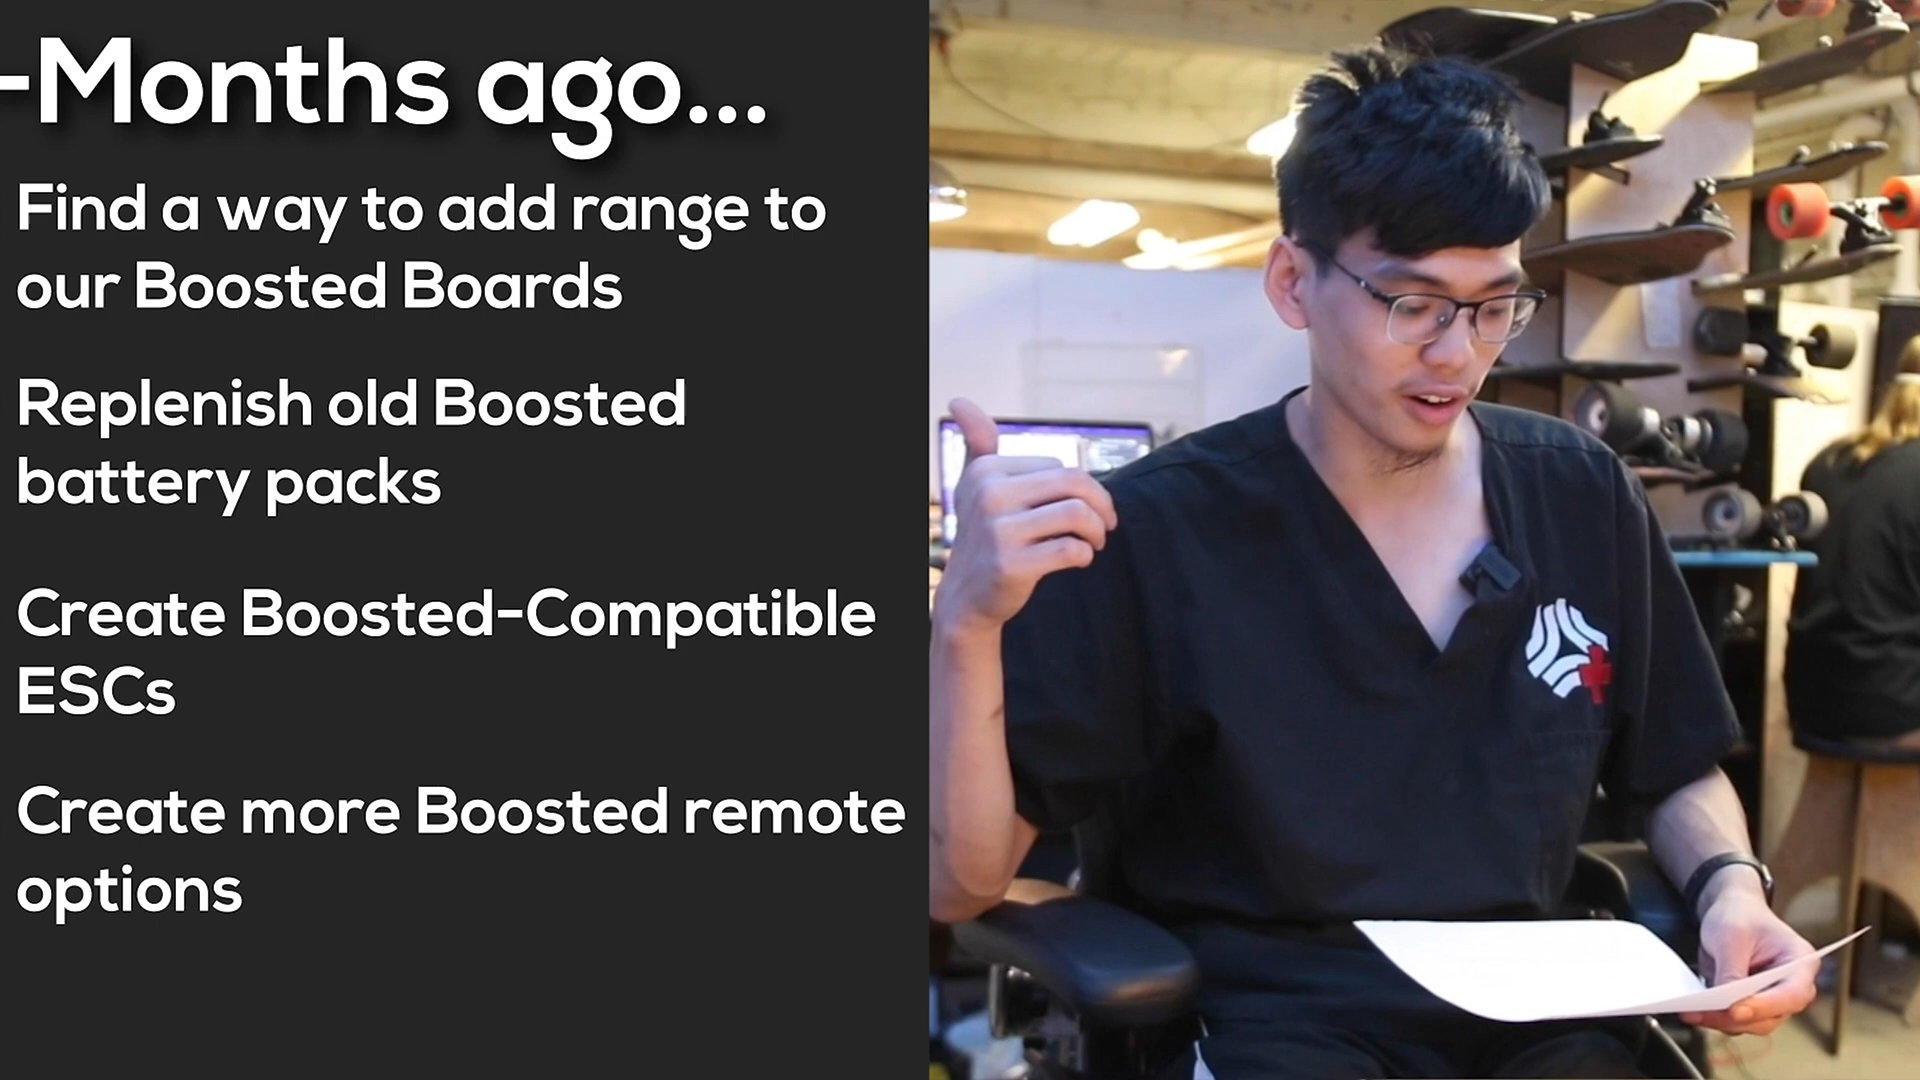 -Months ago...
Find a way to add range to
our Boosted Boards
Replenish old Boosted
battery packs
Create Boosted-Compatible
ESCs
Create more Boosted remote
options